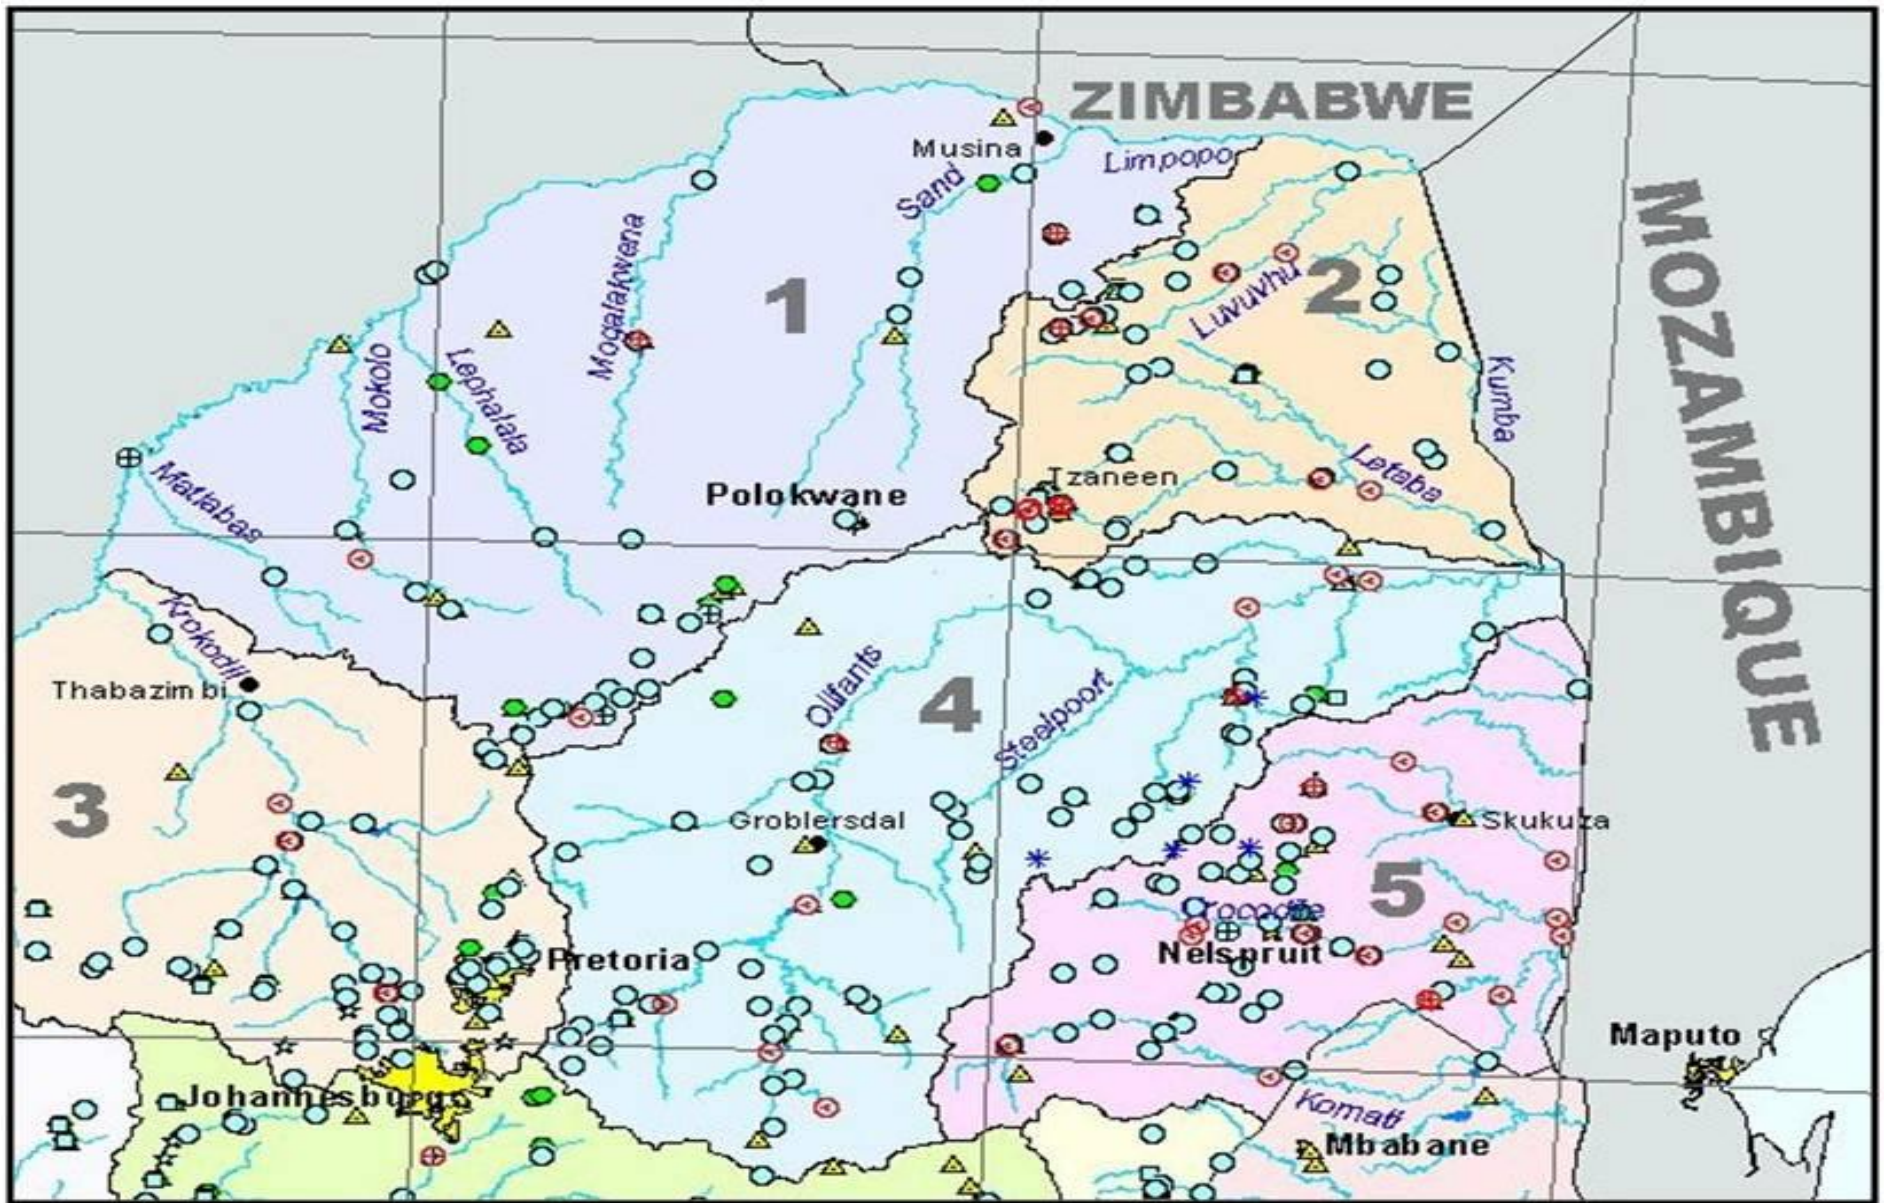 ZIMBABWE
Musina
Limpopo
Sand
MOZAMBIQUE
Mogalakwena
1
Luvuvhu
2
Mokolo
Lephalala
Kumba
Matlabas
Polokwane
Tzaneen
Letaba
Krokodil
Thabazimbi
Olifants
4
Steelpoort
3
Groblersdal
Skukuza
5
Crocodile
Pretoria
Nelspruit
Maputo
Johannesburg
Komati
Mbabane